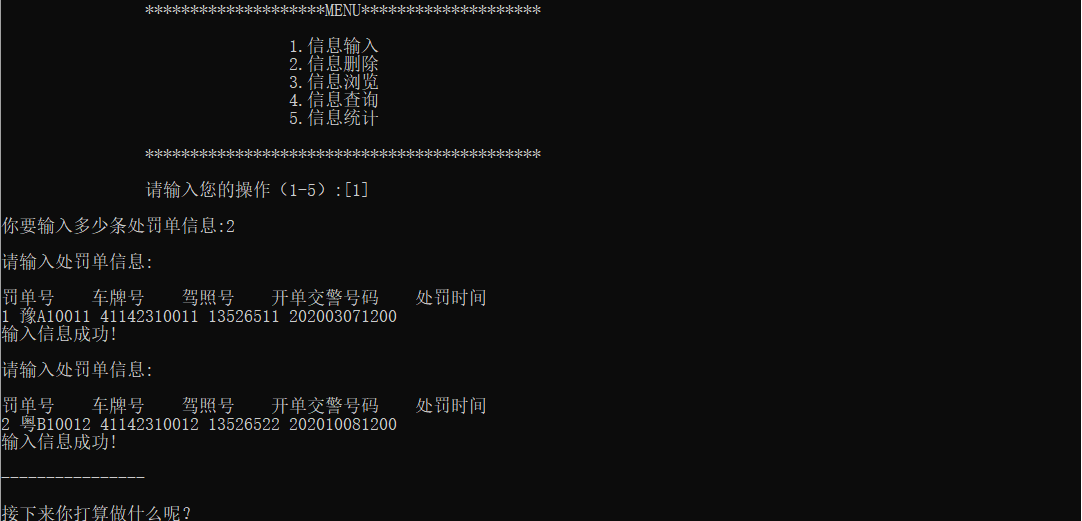 ********************MENU********************
1.信息输入
2.信息删除
3.信息浏览
4.信息查询
5.信息统计
********************************************
请输入您的操作（1-5）:[1]
你要输入多少条处罚单信息:2
请输入处罚单信息:
罚单号    车牌号    驾照号    开单交警号码    处罚时间
1 豫A10011 41142310011 13526511 202003071200
输入信息成功!
请输入处罚单信息:
罚单号    车牌号    驾照号    开单交警号码    处罚时间
2 粤B10012 41142310012 13526522 202010081200
输入信息成功!
----------------
接下来你打算做什么呢?